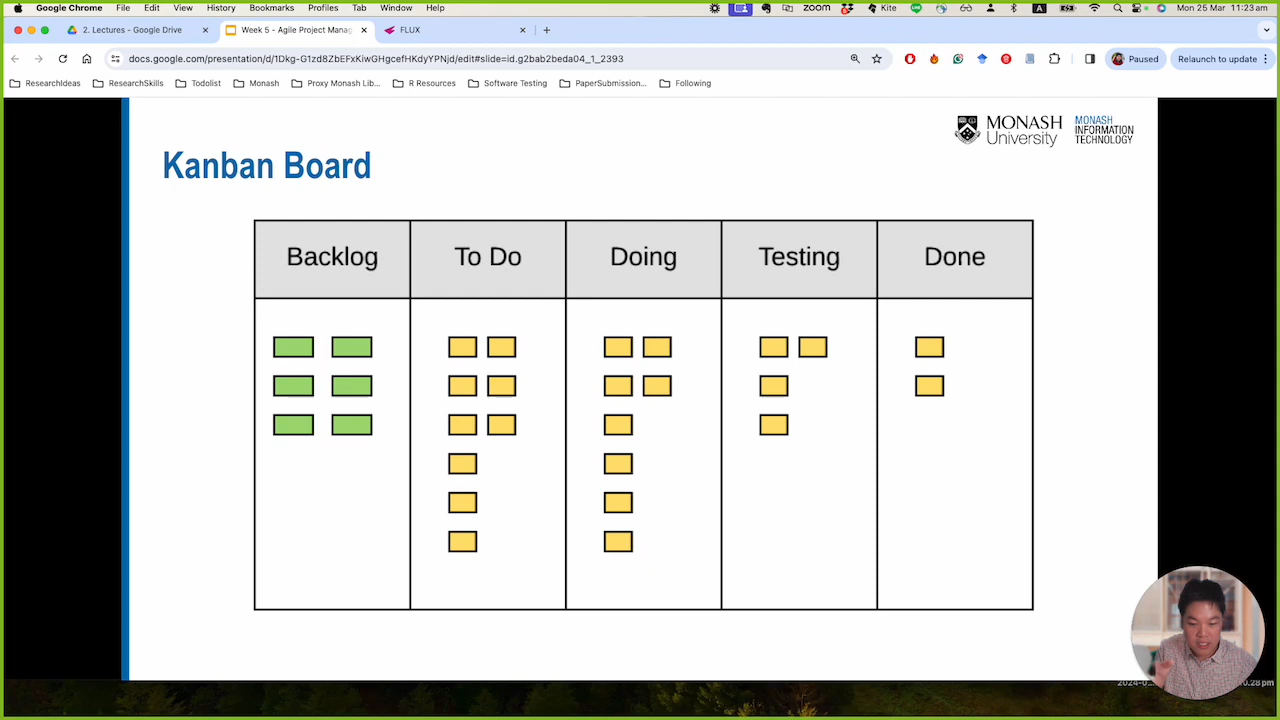 Google Chrome File Edit View History Bookmarks Profiles Tab Window Help zoom Kite A Mon 25 Mar 11:23 am
2. Lectures - Google Drive Week 5 - Agile Project Manag FLUX
docs.google.com/presentation/d/1Dkg-G1zd8ZbEFxKiwGHgcefHKdyYPNjd/edit#slide=id.g2bab2beda04_1_2393 Paused Relaunch to update
ResearchIdeas ResearchSkills Todolist Monash Proxy Monash Lib... R Resources Software Testing PaperSubmission... Following
MONASH University
MONASH INFORMATION TECHNOLOGY
Kanban Board
Backlog To Do Doing Testing Done